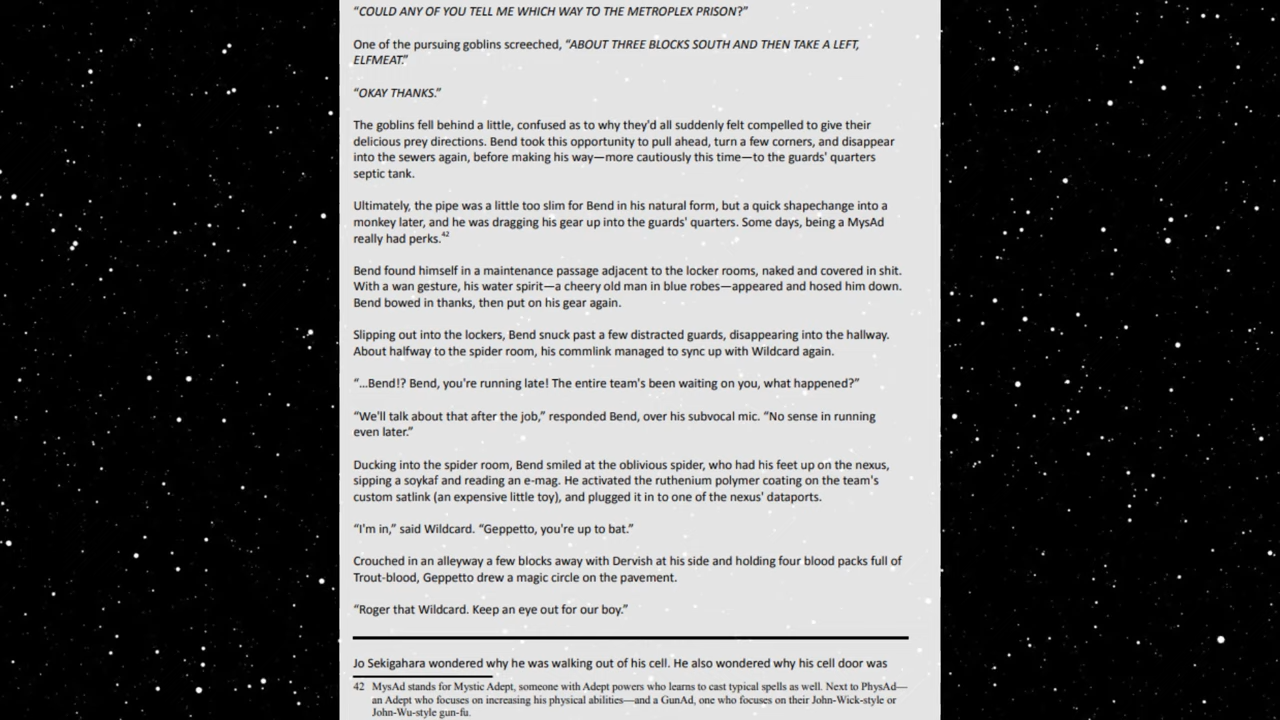 “COULD ANY OF YOU TELL ME WHICH WAY TO THE METROPLEX PRISON?”
One of the pursuing goblins screeched, “ABOUT THREE BLOCKS SOUTH AND THEN TAKE A LEFT,
ELFMEAT.”
“OKAY THANKS.”
The goblins fell behind a little, confused as to why they'd all suddenly felt compelled to give their
delicious prey directions. Bend took this opportunity to pull ahead, turn a few corners, and disappear
into the sewers again, before making his way—more cautiously this time—to the guards' quarters
septic tank.
Ultimately, the pipe was a little too slim for Bend in his natural form, but a quick shapechange into a
monkey later, and he was dragging his gear up into the guards' quarters. Some days, being a MysAd
really had perks.42
Bend found himself in a maintenance passage adjacent to the locker rooms, naked and covered in shit.
With a wan gesture, his water spirit—a cheery old man in blue robes—appeared and hosed him down.
Bend bowed in thanks, then put on his gear again.
Slipping out into the lockers, Bend snuck past a few distracted guards, disappearing into the hallway.
About halfway to the spider room, his commlink managed to sync up with Wildcard again.
“…Bend!? Bend, you're running late! The entire team's been waiting on you, what happened?”
“We'll talk about that after the job,” responded Bend, over his subvocal mic. “No sense in running
even later.”
Ducking into the spider room, Bend smiled at the oblivious spider, who had his feet up on the nexus,
sipping a soykaf and reading an e-mag. He activated the ruthenium polymer coating on the team's
custom satlink (an expensive little toy), and plugged it in to one of the nexus' dataports.
“I'm in,” said Wildcard. “Geppetto, you're up to bat.”
Crouched in an alleyway a few blocks away with Dervish at his side and holding four blood packs full of
Trout-blood, Geppetto drew a magic circle on the pavement.
“Roger that Wildcard. Keep an eye out for our boy.”
Jo Sekigahara wondered why he was walking out of his cell. He also wondered why his cell door was
42 MysAd stands for Mystic Adept, someone with Adept powers who learns to cast typical spells as well. Next to PhysAd—
an Adept who focuses on increasing his physical abilities—and a GunAd, one who focuses on their John-Wick-style or
John-Wu-style gun-fu.